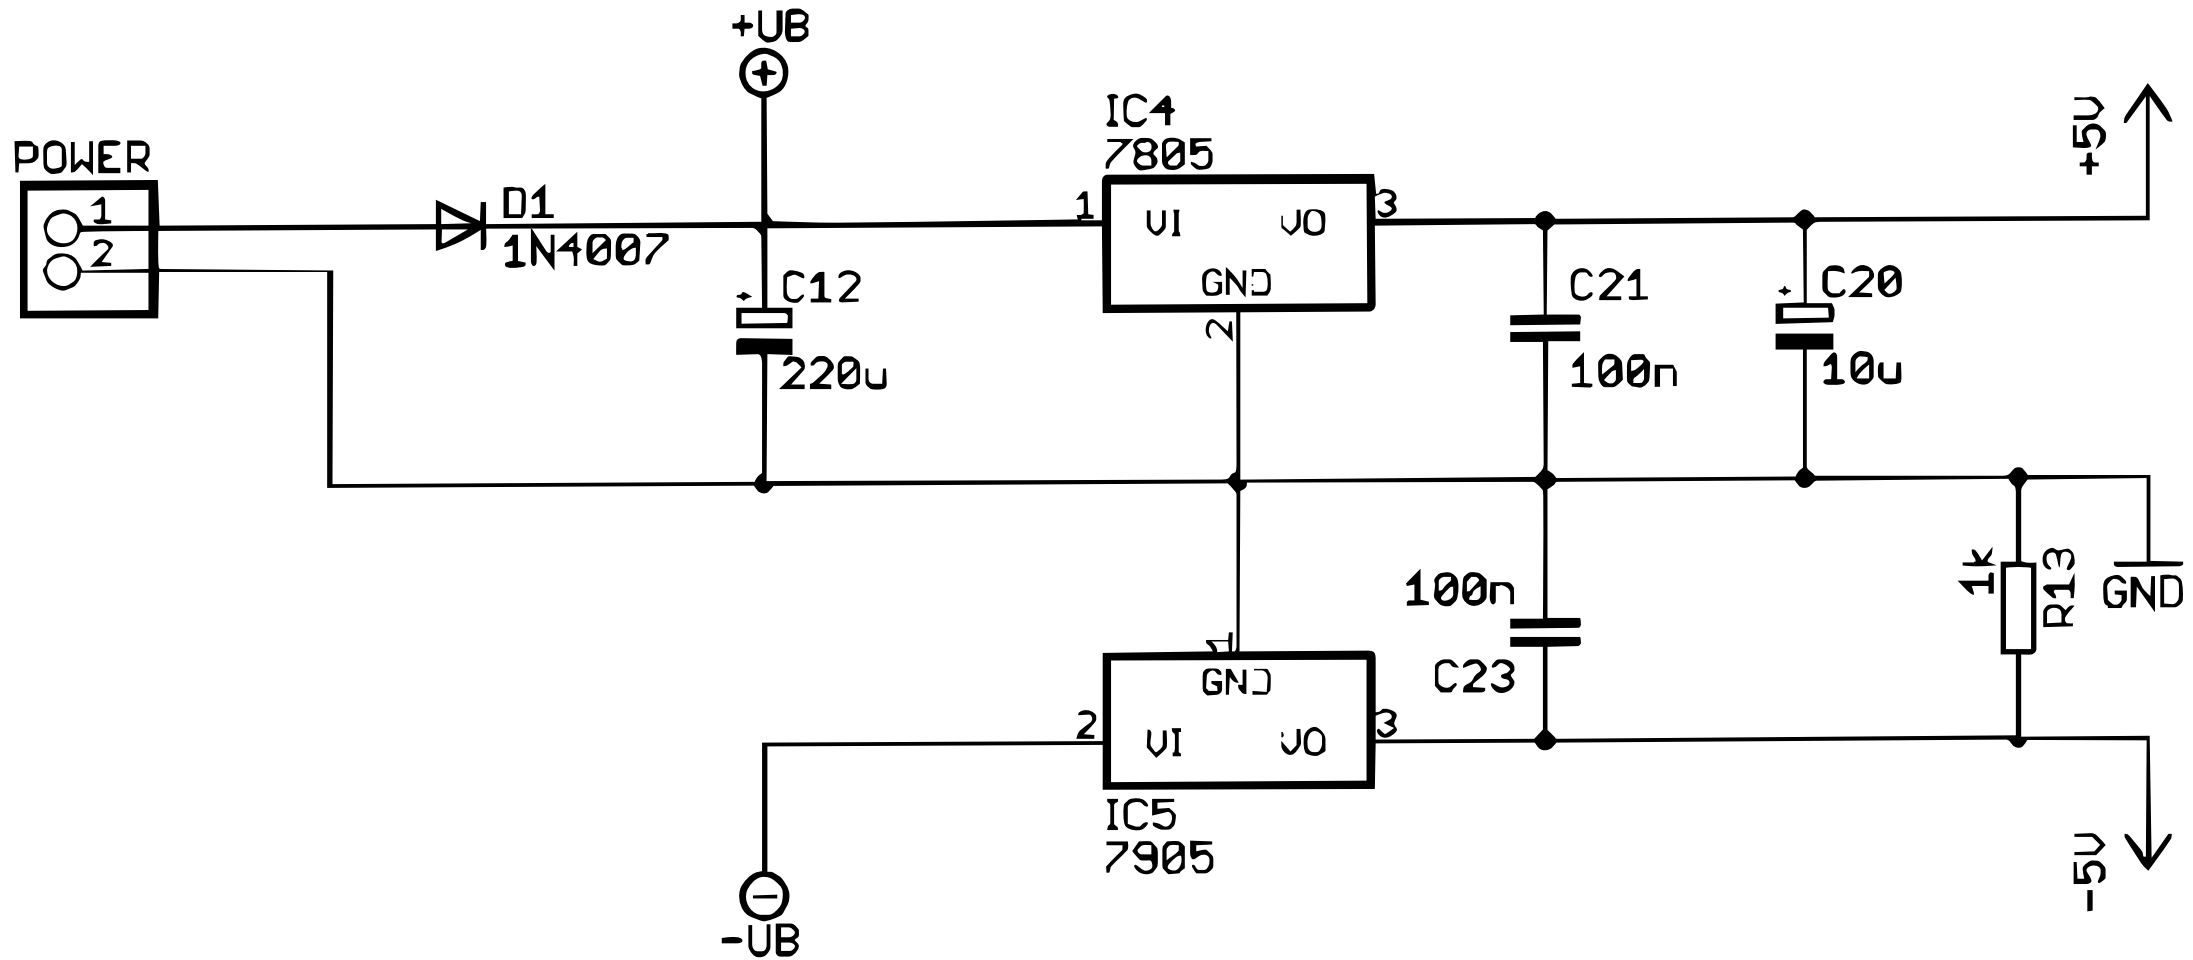 +UB
POWER
1
2
D1
1N4007
C12
220u
IC4
7805
1
VI
VO
3
GND
2
C21
100n
C20
10u
+5V
100n
C23
1k
R13
GND
1
GND
2
VI
VO
3
IC5
7905
-5V
-UB